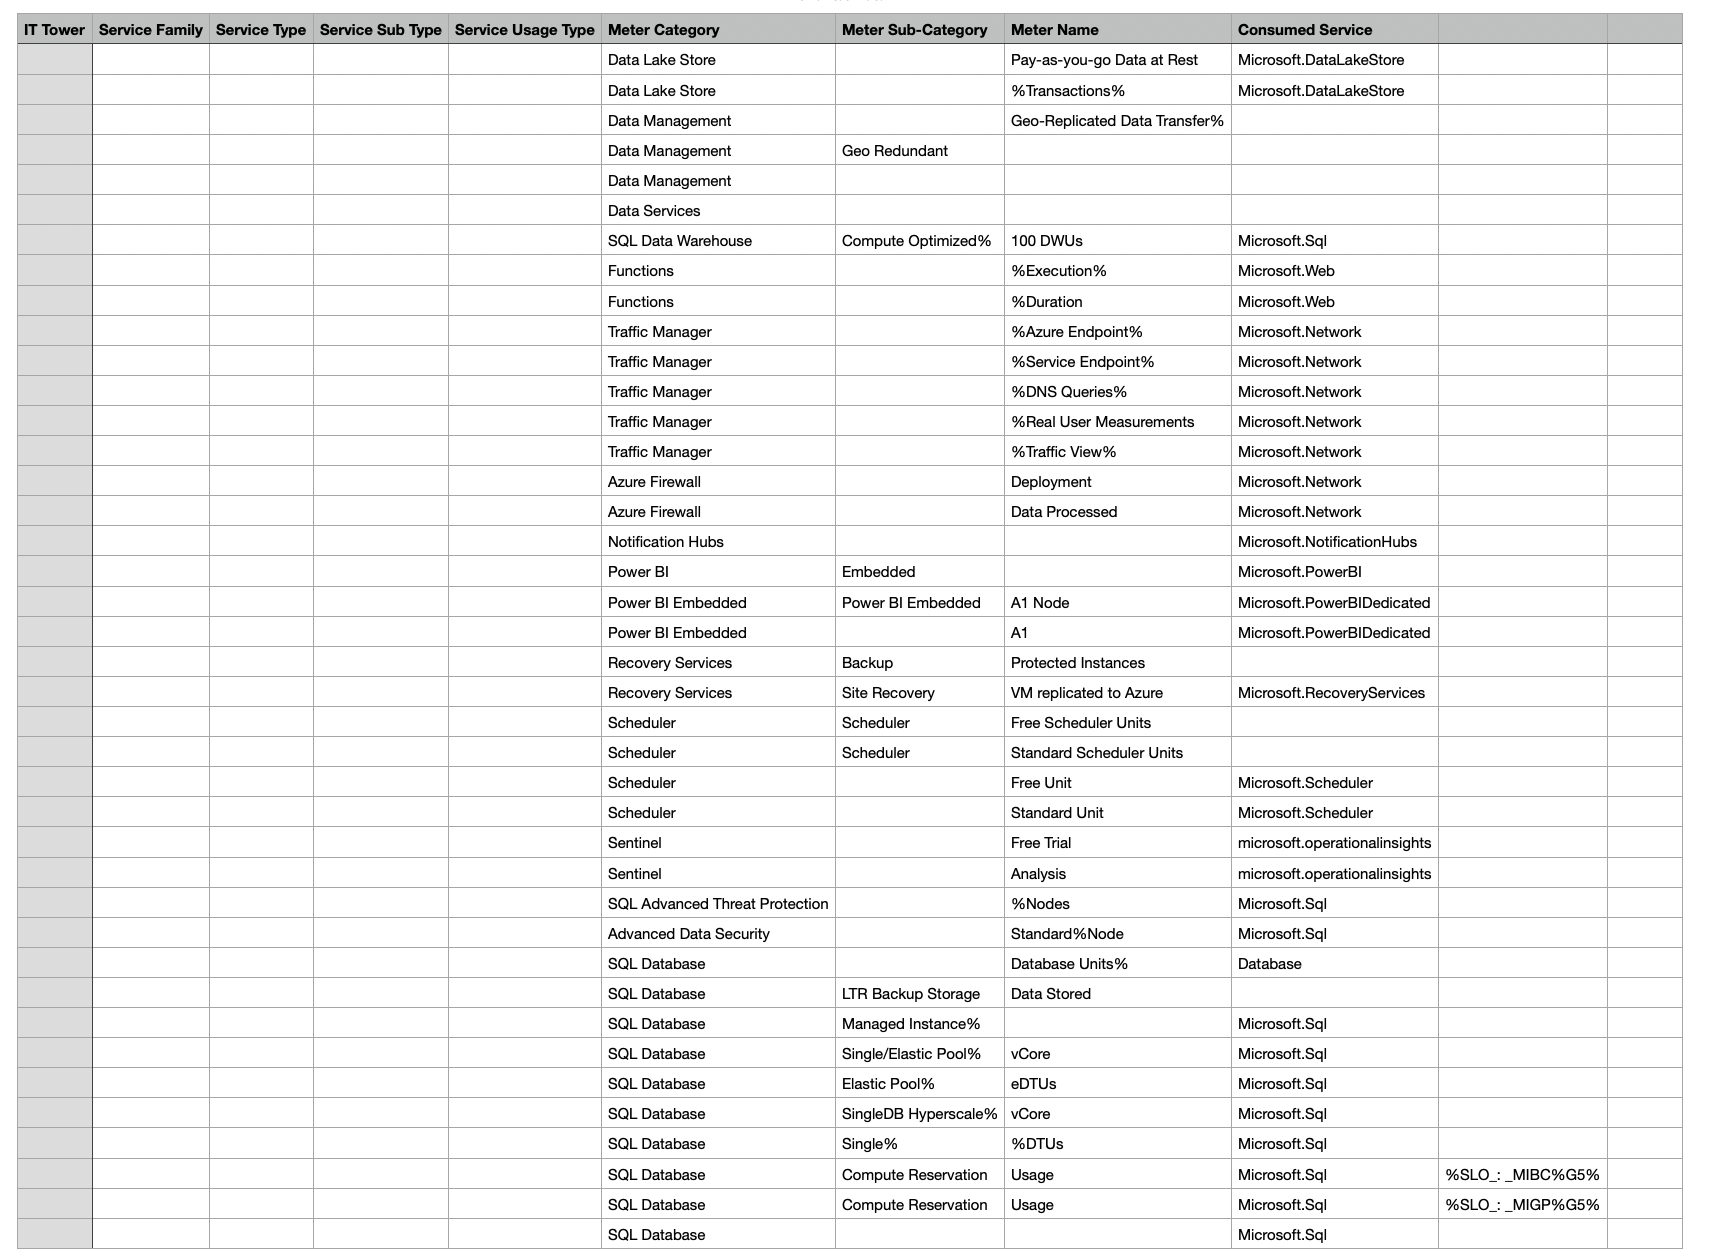 IT Tower Service Family Service Type Service Sub Type Service Usage Type Meter Category Meter Sub-Category Meter Name Consumed Service
Data Lake Store Pay-as-you-go Data at Rest Microsoft.DataLakeStore
Data Lake Store %Transactions% Microsoft.DataLakeStore
Data Management Geo-Replicated Data Transfer%
Data Management Geo Redundant
Data Management
Data Services
SQL Data Warehouse Compute Optimized% 100 DWUs Microsoft.Sql
Functions %Execution% Microsoft.Web
Functions %Duration Microsoft.Web
Traffic Manager %Azure Endpoint% Microsoft.Network
Traffic Manager %Service Endpoint% Microsoft.Network
Traffic Manager %DNS Queries% Microsoft.Network
Traffic Manager %Real User Measurements Microsoft.Network
Traffic Manager %Traffic View% Microsoft.Network
Azure Firewall Deployment Microsoft.Network
Azure Firewall Data Processed Microsoft.Network
Notification Hubs Microsoft.NotificationHubs
Power BI Embedded Microsoft.PowerBI
Power BI Embedded Power BI Embedded A1 Node Microsoft.PowerBIDedicated
Power BI Embedded A1 Microsoft.PowerBIDedicated
Recovery Services Backup Protected Instances
Recovery Services Site Recovery VM replicated to Azure Microsoft.RecoveryServices
Scheduler Scheduler Free Scheduler Units
Scheduler Scheduler Standard Scheduler Units
Scheduler Free Unit Microsoft.Scheduler
Scheduler Standard Unit Microsoft.Scheduler
Sentinel Free Trial microsoft.operationalinsights
Sentinel Analysis microsoft.operationalinsights
SQL Advanced Threat Protection %Nodes Microsoft.Sql
Advanced Data Security Standard%Node Microsoft.Sql
SQL Database Database Units% Database
SQL Database LTR Backup Storage Data Stored
SQL Database Managed Instance% Microsoft.Sql
SQL Database Single/Elastic Pool% vCore Microsoft.Sql
SQL Database Elastic Pool% eDTUs Microsoft.Sql
SQL Database SingleDB Hyperscale% vCore Microsoft.Sql
SQL Database Single% %DTUs Microsoft.Sql
SQL Database Compute Reservation Usage Microsoft.Sql %SLO_: _MIBC%G5%
SQL Database Compute Reservation Usage Microsoft.Sql %SLO_: _MIGP%G5%
SQL Database Microsoft.Sql